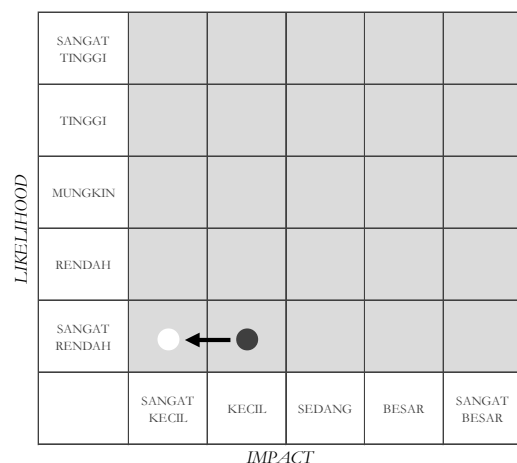 SANGAT
TINGGI
TINGGI
MUNGKIN
RENDAH
SANGAT
RENDAH
LIKELIHOOD
SANGAT
KECIL
KECIL
SEDANG
BESAR
SANGAT
BESAR
IMPACT